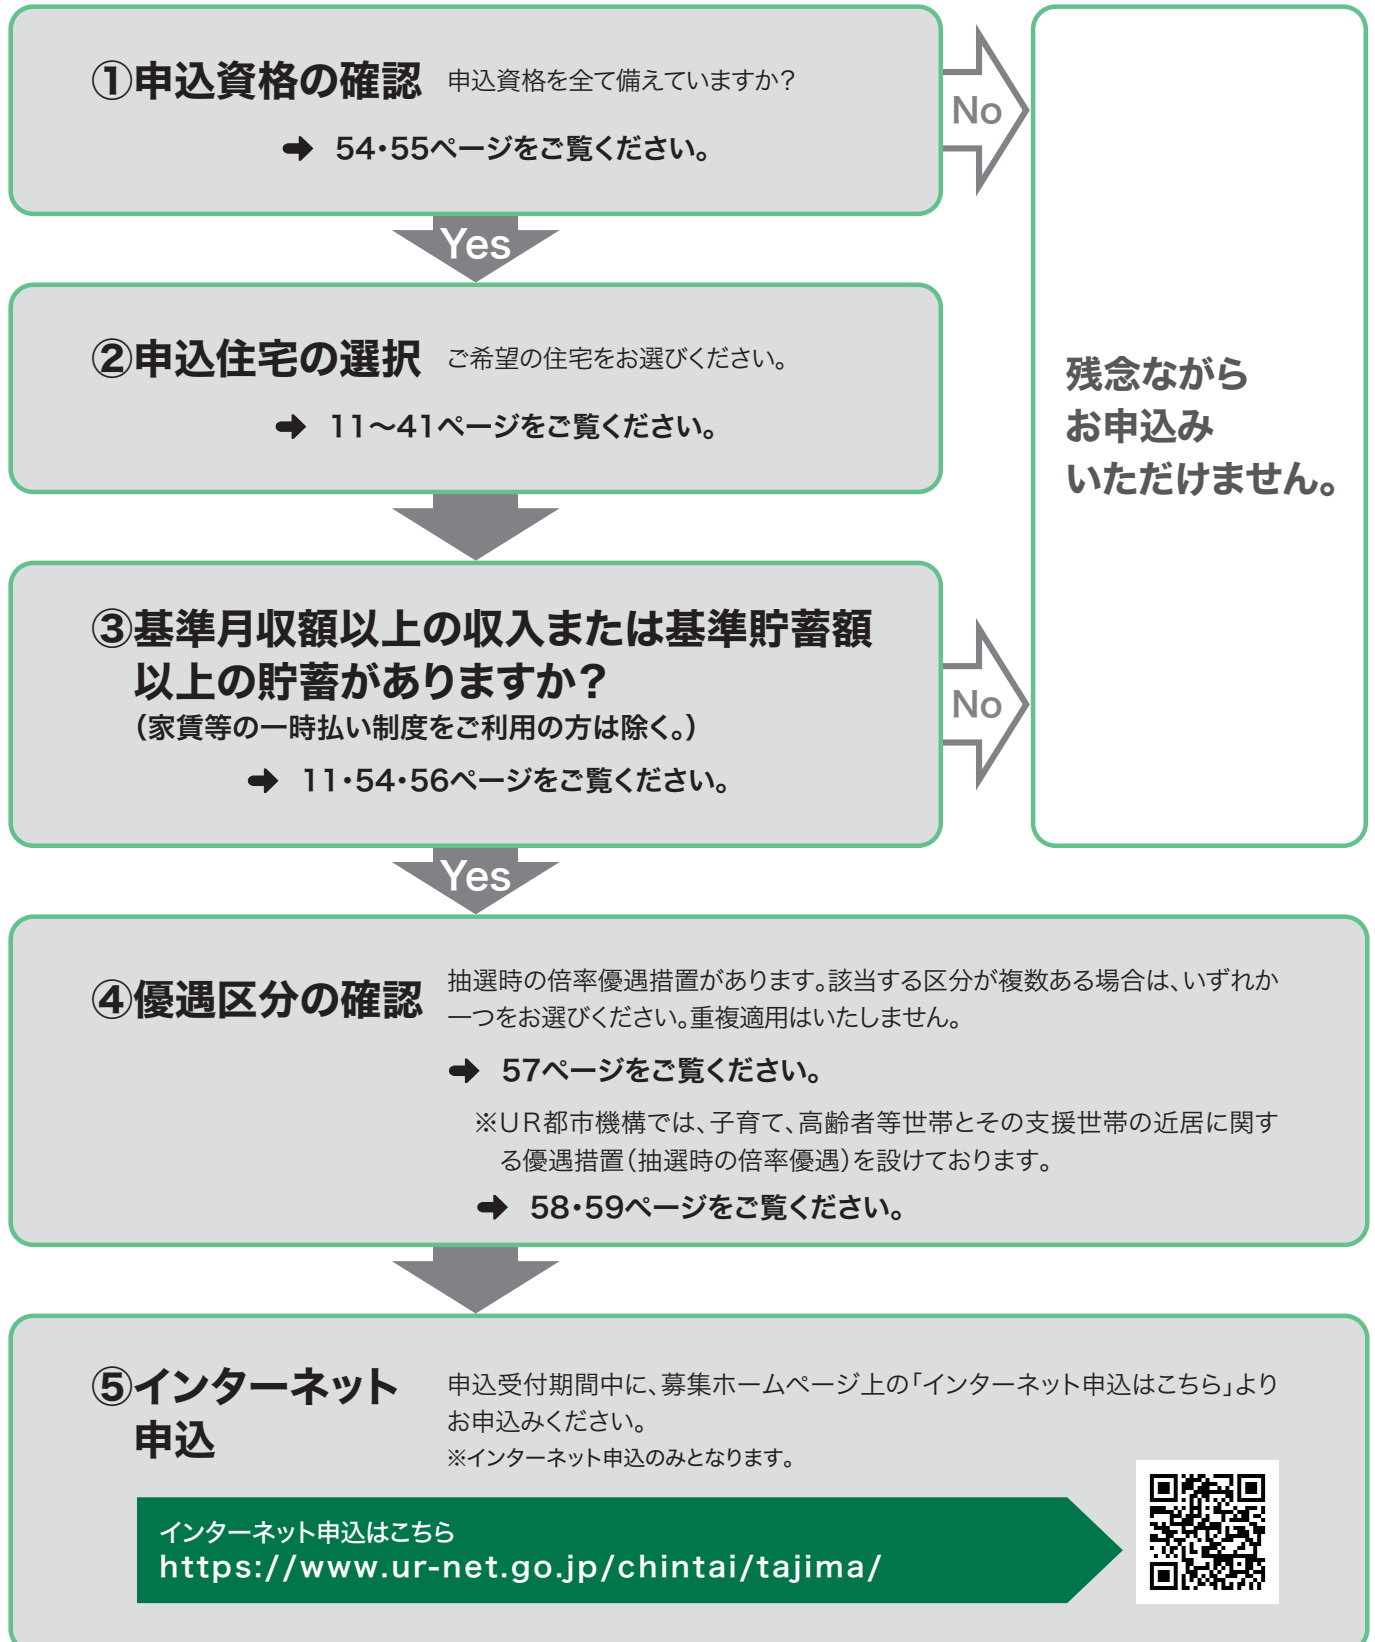 ①申込資格の確認 申込資格を全て備えていますか?
➡ 54・55ページをご覧ください。
No
Yes
②申込住宅の選択 ご希望の住宅をお選びください。
➡ 11〜41ページをご覧ください。
残念ながら
お申込み
いただけません。
③基準月収額以上の収入または基準貯蓄額
以上の貯蓄がありますか?
(家賃等の一時払い制度をご利用の方は除く。)
➡ 11・54・56ページをご覧ください。
No
Yes
④優遇区分の確認
抽選時の倍率優遇措置があります。該当する区分が複数ある場合は、いずれか
一つをお選びください。重複適用はいたしません。
➡ 57ページをご覧ください。
※UR都市機構では、子育て、高齢者等世帯とその支援世帯の近居に関す
る優遇措置(抽選時の倍率優遇)を設けております。
➡ 58・59ページをご覧ください。
⑤インターネット
申込
申込受付期間中に、募集ホームページ上の「インターネット申込はこちら」より
お申込みください。
※インターネット申込のみとなります。
インターネット申込はこちら
https://www.ur-net.go.jp/chintai/tajima/